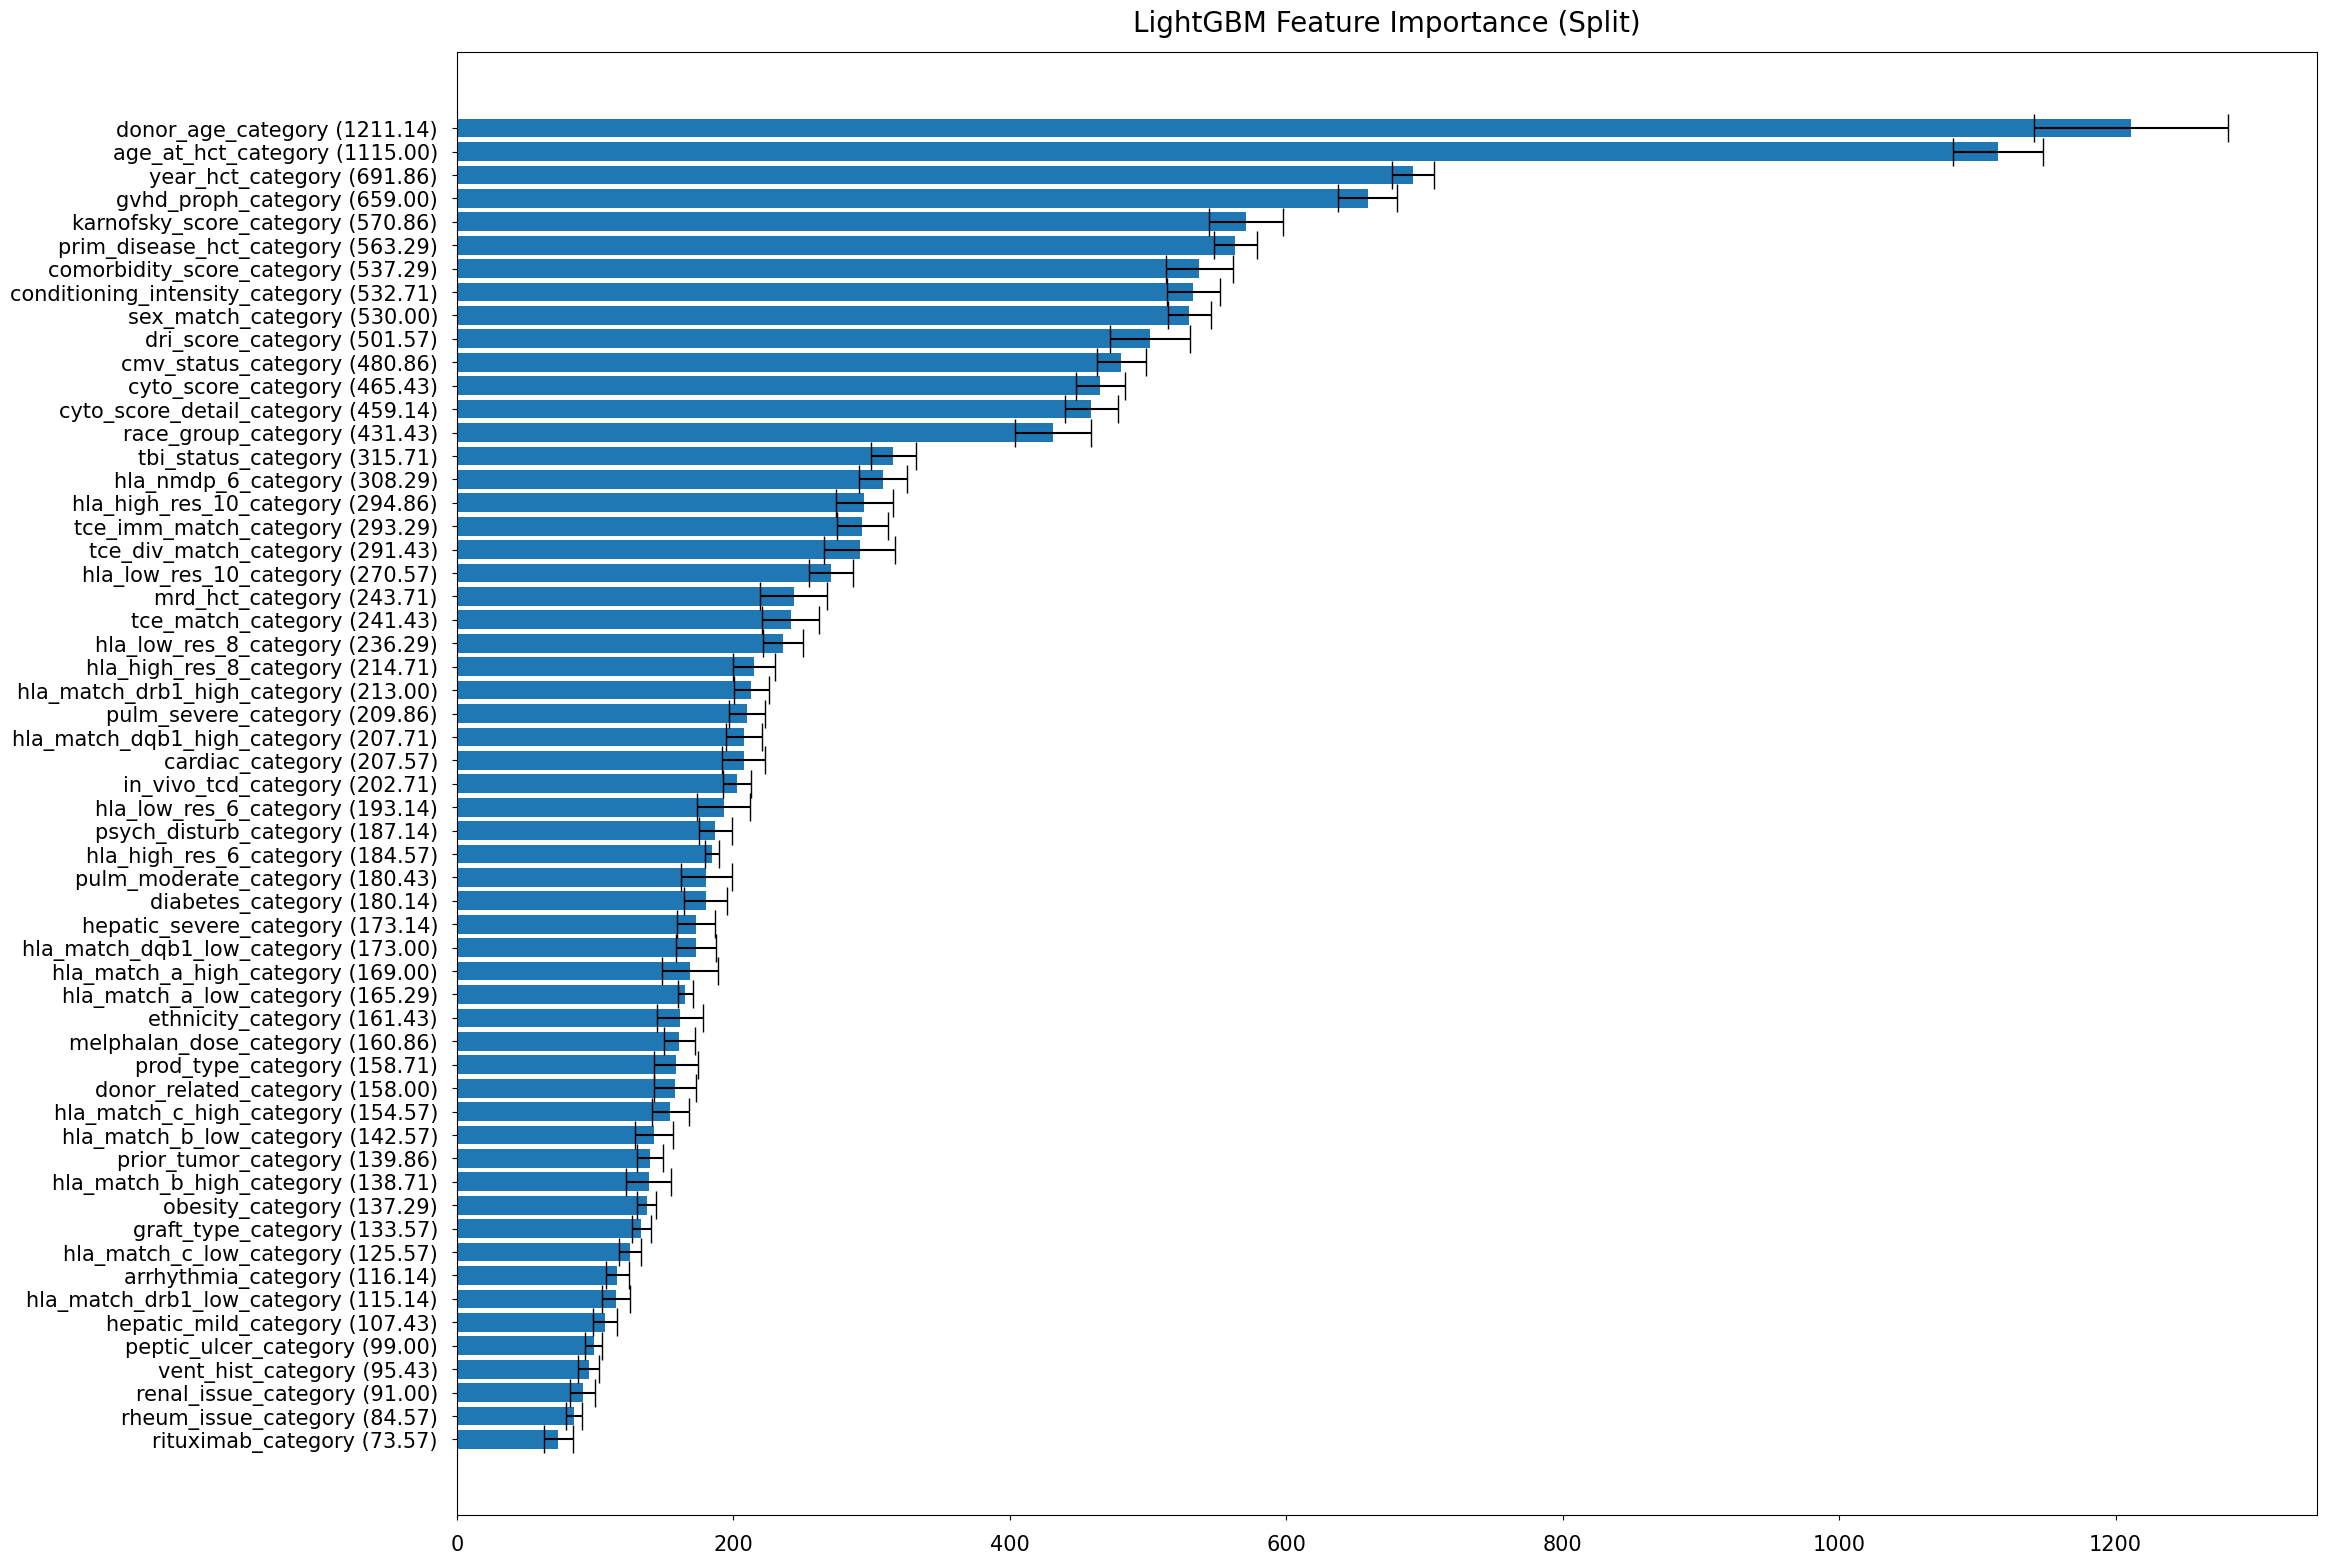 LightGBM Feature Importance (Split)
donor_age_category (1211.14)
age_at_hct_category (1115.00)
year_hct_category (691.86)
gvhd_proph_category (659.00)
karnofsky_score_category (570.86)
prim_disease_hct_category (563.29)
comorbidity_score_category (537.29)
conditioning_intensity_category (532.71)
sex_match_category (530.00)
dri_score_category (501.57)
cmv_status_category (480.86)
cyto_score_category (465.43)
cyto_score_detail_category (459.14)
race_group_category (431.43)
tbi_status_category (315.71)
hla_nmdp_6_category (308.29)
hla_high_res_10_category (294.86)
tce_imm_match_category (293.29)
tce_div_match_category (291.43)
hla_low_res_10_category (270.57)
mrd_hct_category (243.71)
tce_match_category (241.43)
hla_low_res_8_category (236.29)
hla_high_res_8_category (214.71)
hla_match_drb1_high_category (213.00)
pulm_severe_category (209.86)
hla_match_dqb1_high_category (207.71)
cardiac_category (207.57)
in_vivo_tcd_category (202.71)
hla_low_res_6_category (193.14)
psych_disturb_category (187.14)
hla_high_res_6_category (184.57)
pulm_moderate_category (180.43)
diabetes_category (180.14)
hepatic_severe_category (173.14)
hla_match_dqb1_low_category (173.00)
hla_match_a_high_category (169.00)
hla_match_a_low_category (165.29)
ethnicity_category (161.43)
melphalan_dose_category (160.86)
prod_type_category (158.71)
donor_related_category (158.00)
hla_match_c_high_category (154.57)
hla_match_b_low_category (142.57)
prior_tumor_category (139.86)
hla_match_b_high_category (138.71)
obesity_category (137.29)
graft_type_category (133.57)
hla_match_c_low_category (125.57)
arrhythmia_category (116.14)
hla_match_drb1_low_category (115.14)
hepatic_mild_category (107.43)
peptic_ulcer_category (99.00)
vent_hist_category (95.43)
renal_issue_category (91.00)
rheum_issue_category (84.57)
rituximab_category (73.57)
0 200 400 600 800 1000 1200